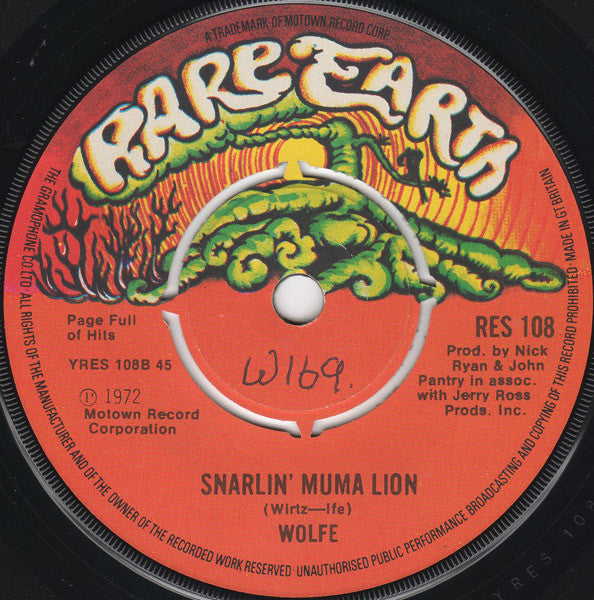 A TRADEMARK OF MOTOWN RECORD CORP.
RARE EARTH
THE GRAMOPHONE CO LTD · ALL RIGHTS OF THE MANUFACTURER AND OF THE OWNER OF THE RECORDED WORK RESERVED · UNAUTHORISED PUBLIC PERFORMANCE BROADCASTING AND COPYING OF THIS RECORD PROHIBITED · MADE IN GT BRITAIN
Page Full
of Hits
YRES 108B 45
Ⓟ 1972
Motown Record
Corporation
RES 108
Prod. by Nick
Ryan & John
Pantry in assoc.
with Jerry Ross
Prods, Inc.
W169.
SNARLIN' MUMA LION
(Wirtz—Ife)
WOLFE